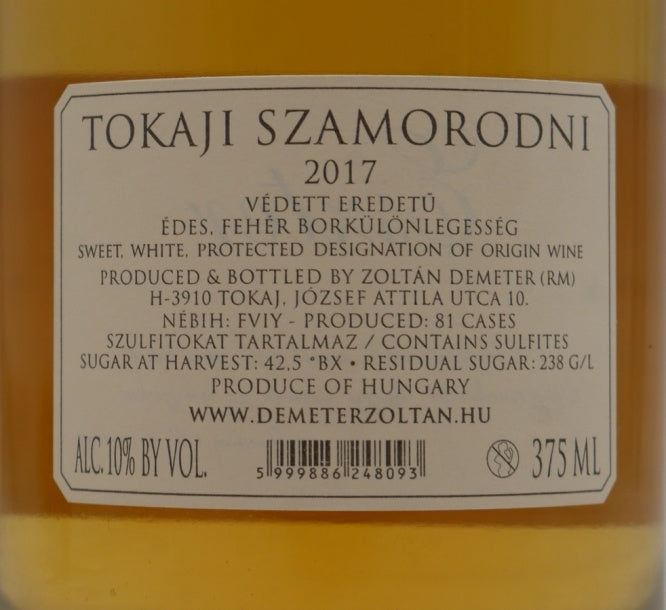 TOKAJI SZAMORODNI
2017
VÉDETT EREDETŰ
ÉDES, FEHÉR BORKÜLÖNLEGESSÉG
SWEET, WHITE, PROTECTED DESIGNATION OF ORIGIN WINE
PRODUCED & BOTTLED BY ZOLTÁN DEMETER (RM)
H-3910 TOKAJ, JÓZSEF ATTILA UTCA 10.
NÉBIH: FVIY - PRODUCED: 81 CASES
SZULFITOKAT TARTALMAZ / CONTAINS SULFITES
SUGAR AT HARVEST: 42,5 °BX • RESIDUAL SUGAR: 238 G/L
PRODUCE OF HUNGARY
WWW.DEMETERZOLTAN.HU
ALC. 10% BY VOL.
5 999886 248093
375 ML